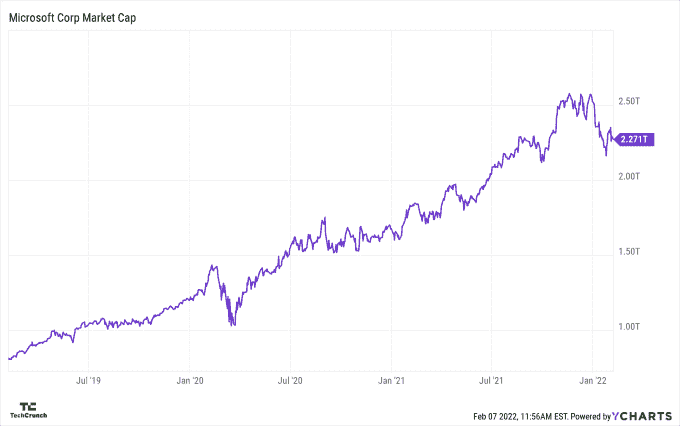 Microsoft Corp Market Cap
2.50T
2.271T
2.00T
1.50T
1.00T
Jul '19
Jan '20
Jul '20
Jan '21
Jul '21
Jan '22
TC
TechCrunch
Feb 07 2022, 11:56AM EST. Powered by YCHARTS